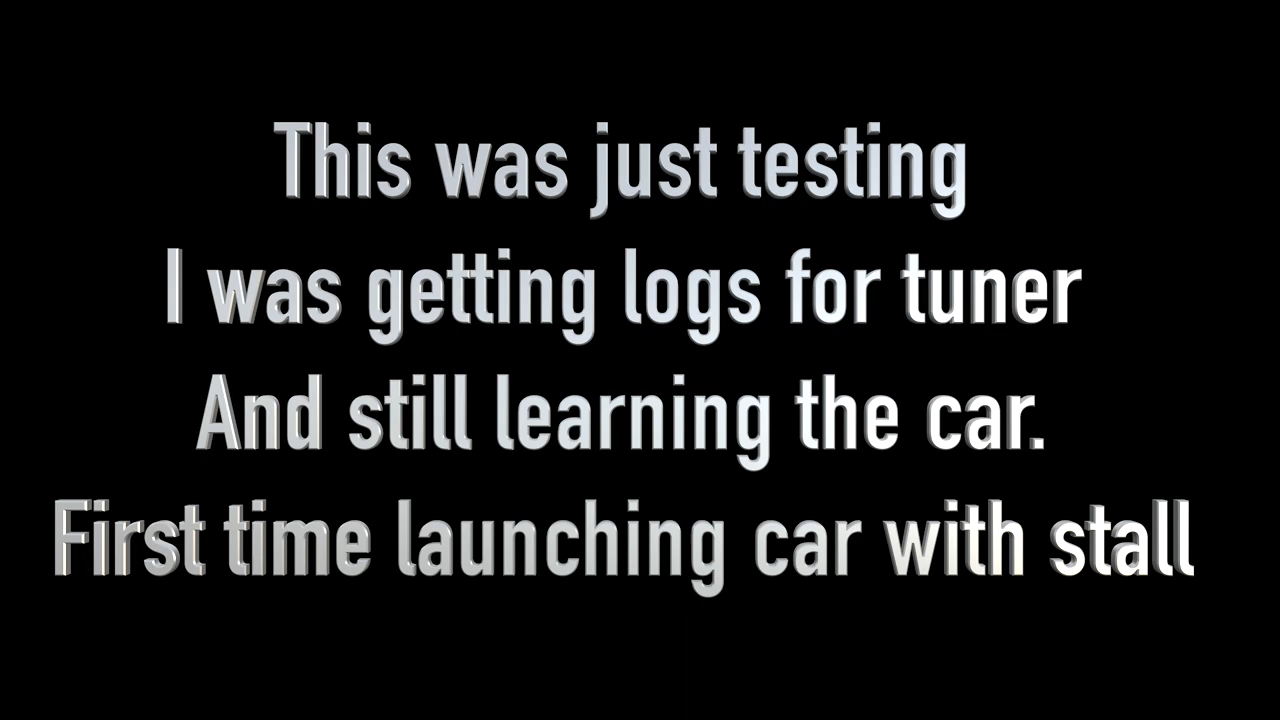 This was just testing
I was getting logs for tuner
And still learning the car.
First time launching car with stall